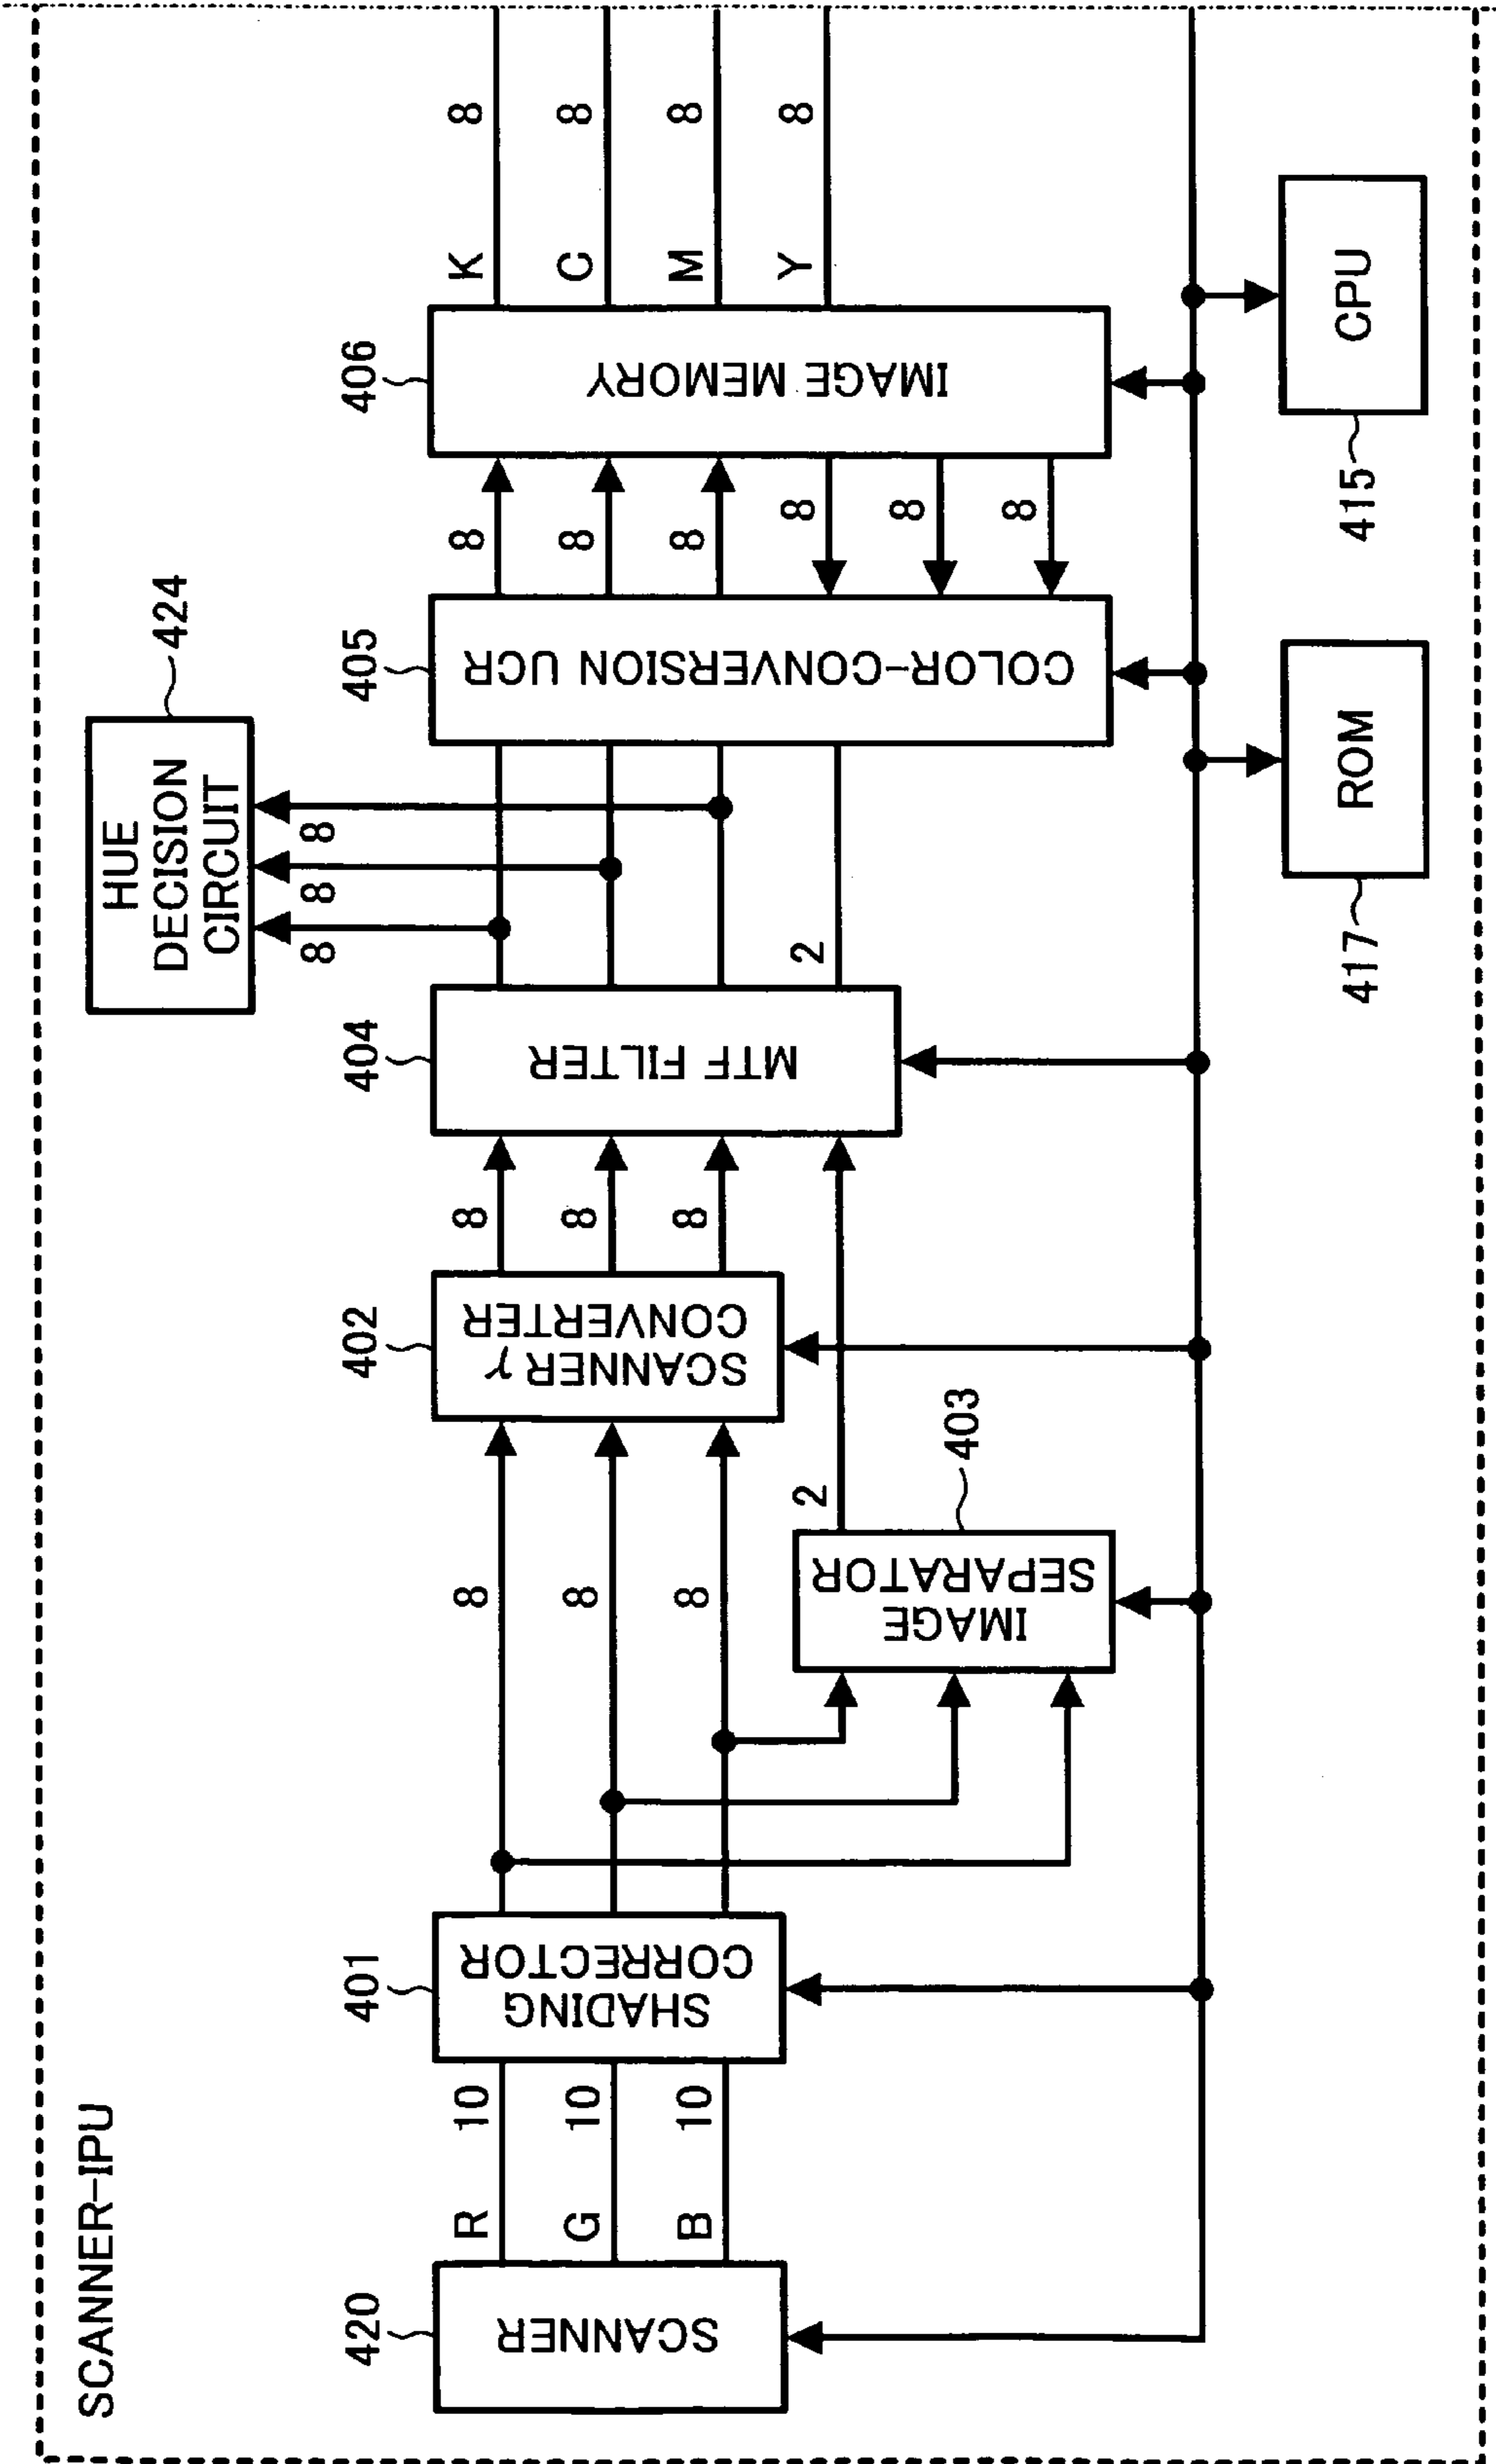 SCANNER-IPU
420
SCANNER
R
G
B
10
10
10
401
SHADING
CORRECTOR
8
8
8
403
IMAGE
SEPARATOR
2
402
SCANNER γ
CONVERTER
8
8
8
404
MTF FILTER
2
8
8
8
424
HUE
DECISION
CIRCUIT
405
COLOR-CONVERSION UCR
8
8
8
8
8
8
406
IMAGE MEMORY
K
C
M
Y
8
8
8
8
417
ROM
415
CPU